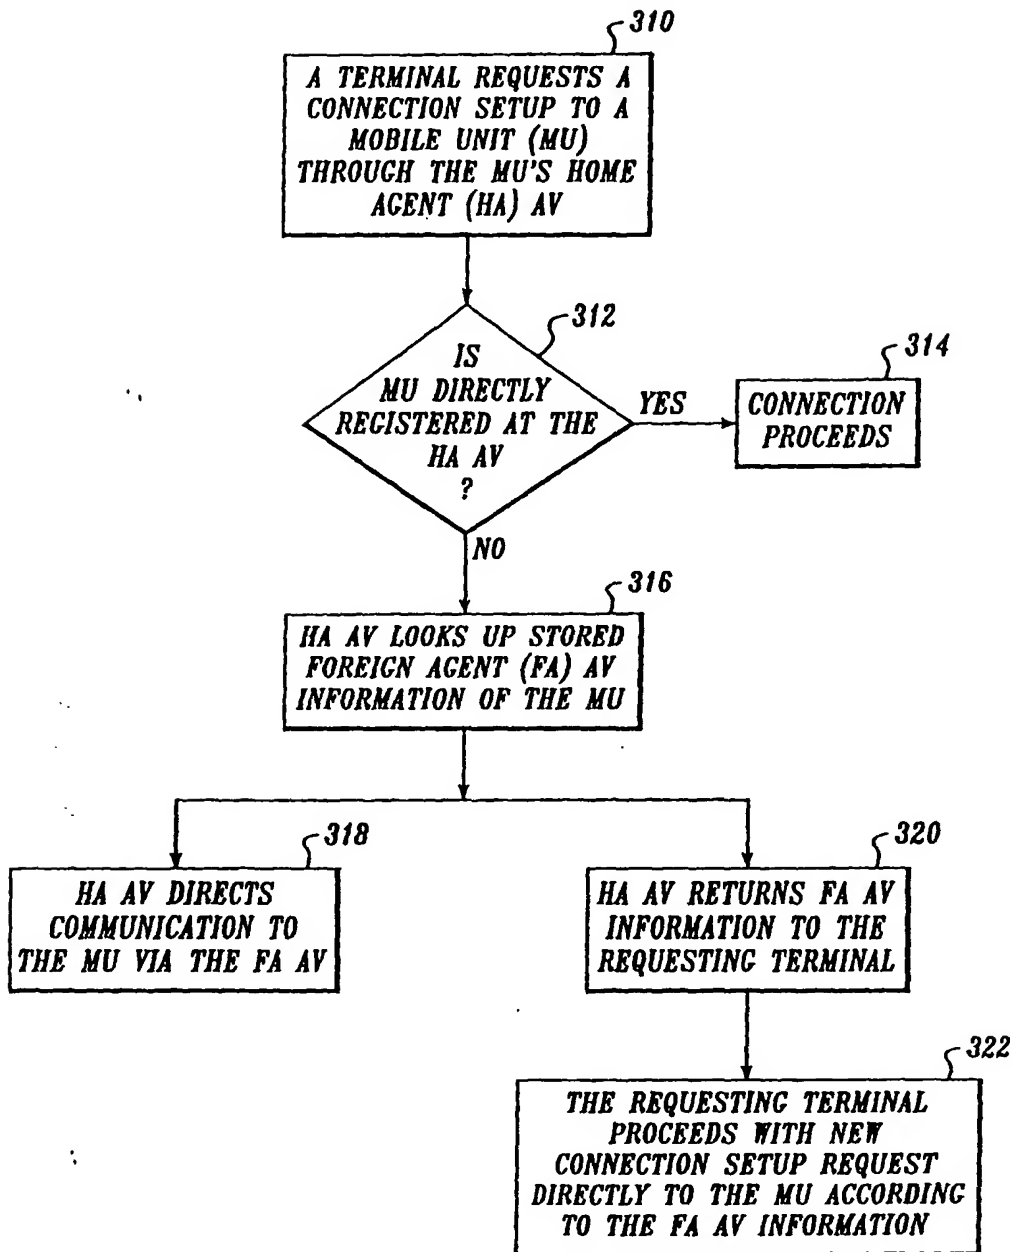 310
A TERMINAL REQUESTS A
CONNECTION SETUP TO A
MOBILE UNIT (MU)
THROUGH THE MU'S HOME
AGENT (HA) AV
312
IS
MU DIRECTLY
REGISTERED AT THE
HA AV
?
YES
314
CONNECTION
PROCEEDS
NO
316
HA AV LOOKS UP STORED
FOREIGN AGENT (FA) AV
INFORMATION OF THE MU
318
HA AV DIRECTS
COMMUNICATION TO
THE MU VIA THE FA AV
320
HA AV RETURNS FA AV
INFORMATION TO THE
REQUESTING TERMINAL
322
THE REQUESTING TERMINAL
PROCEEDS WITH NEW
CONNECTION SETUP REQUEST
DIRECTLY TO THE MU ACCORDING
TO THE FA AV INFORMATION